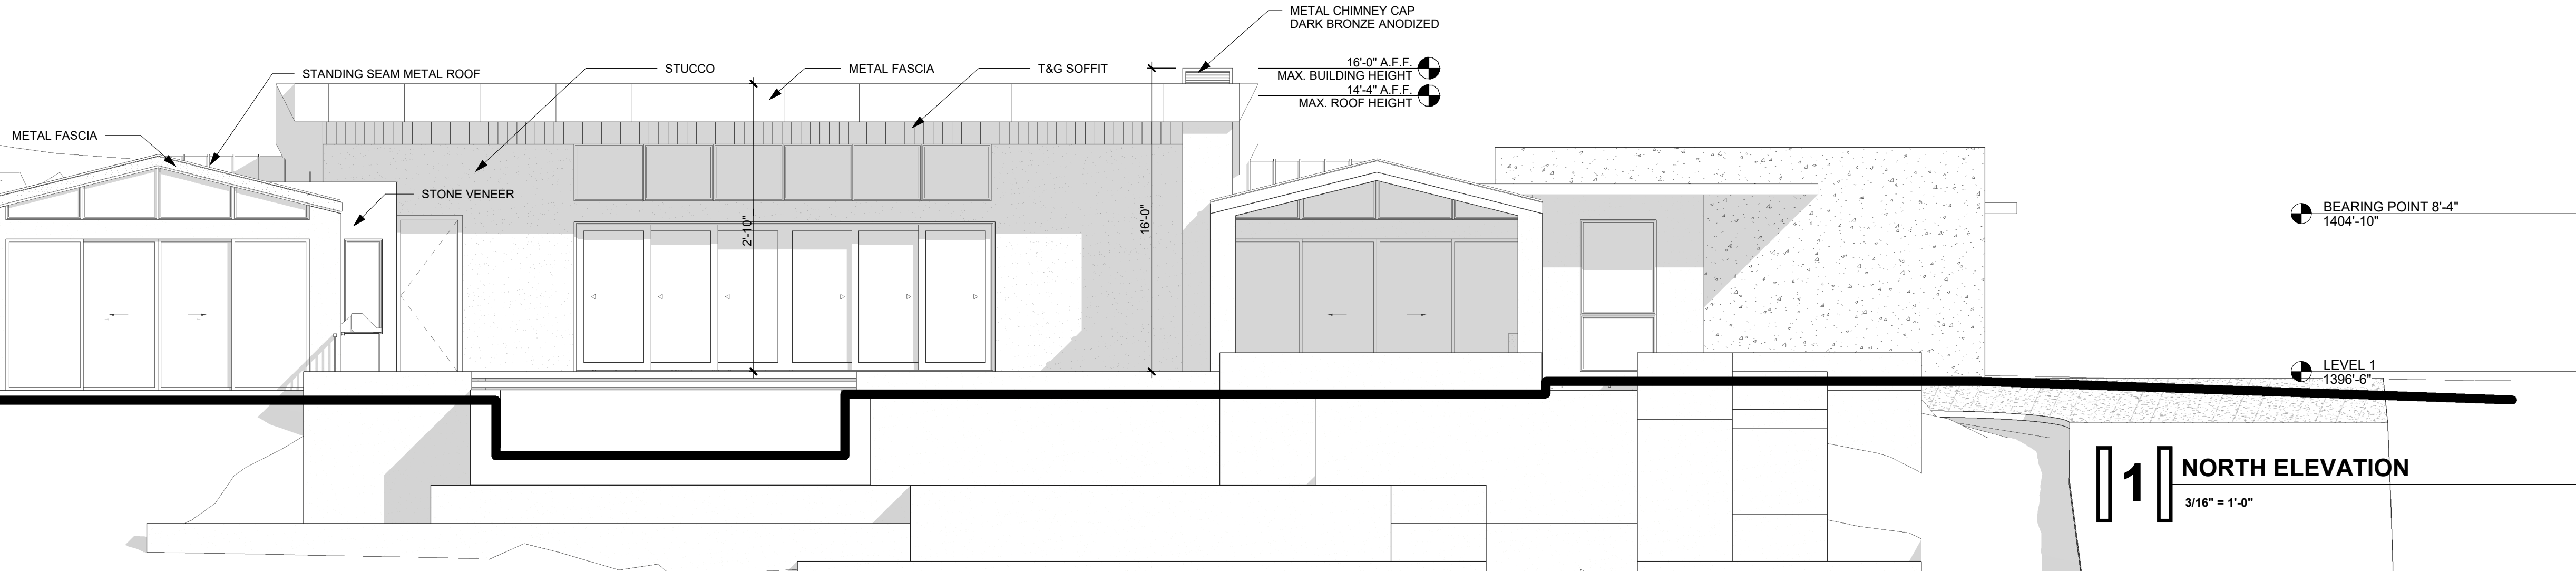 METAL CHIMNEY CAP
DARK BRONZE ANODIZED
STANDING SEAM METAL ROOF
STUCCO
METAL FASCIA
T&G SOFFIT
16'-0" A.F.F.
MAX. BUILDING HEIGHT
14'-4" A.F.F.
MAX. ROOF HEIGHT
METAL FASCIA
STONE VENEER
2'-10"
16'-0"
BEARING POINT 8'-4"
1404'-10"
LEVEL 1
1396'-6"
1
NORTH ELEVATION
3/16" = 1'-0"